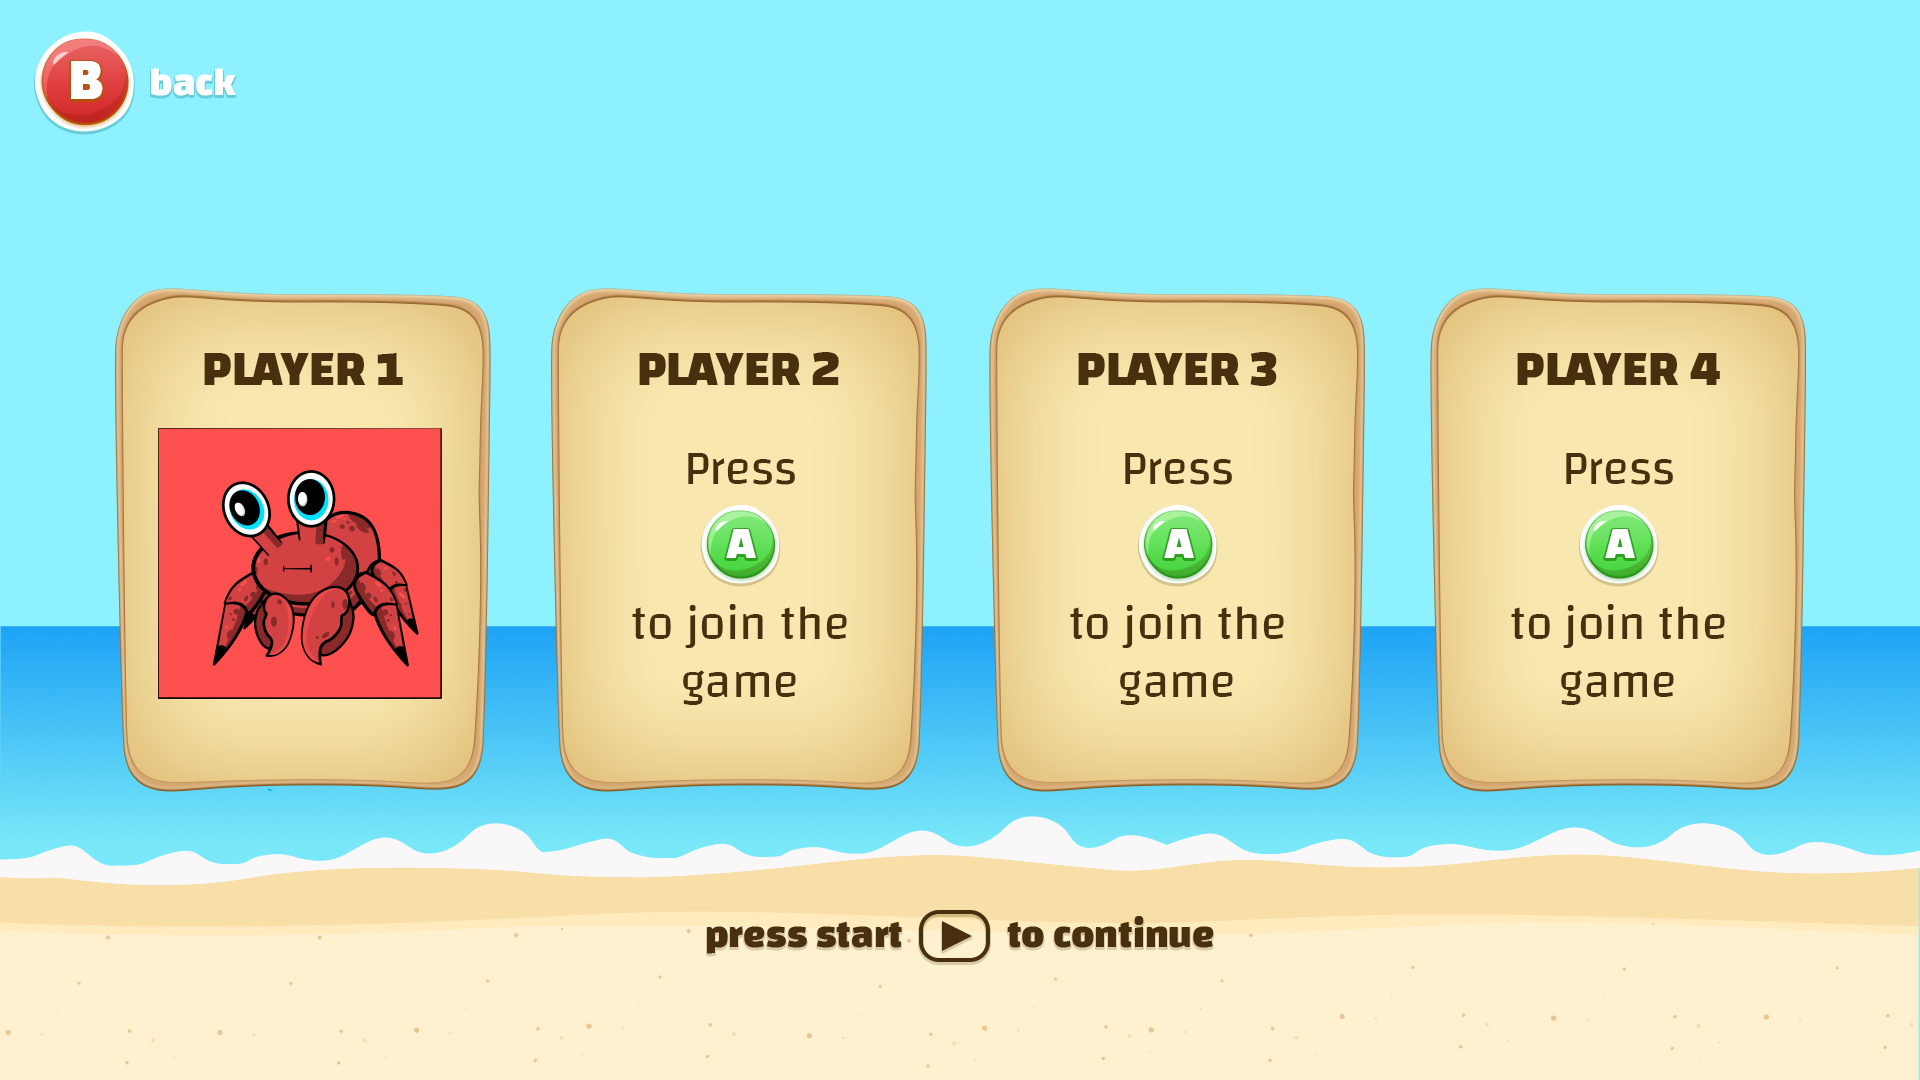 B back
PLAYER 1
PLAYER 2
Press
A
to join the
game
PLAYER 3
Press
A
to join the
game
PLAYER 4
Press
A
to join the
game
press start to continue